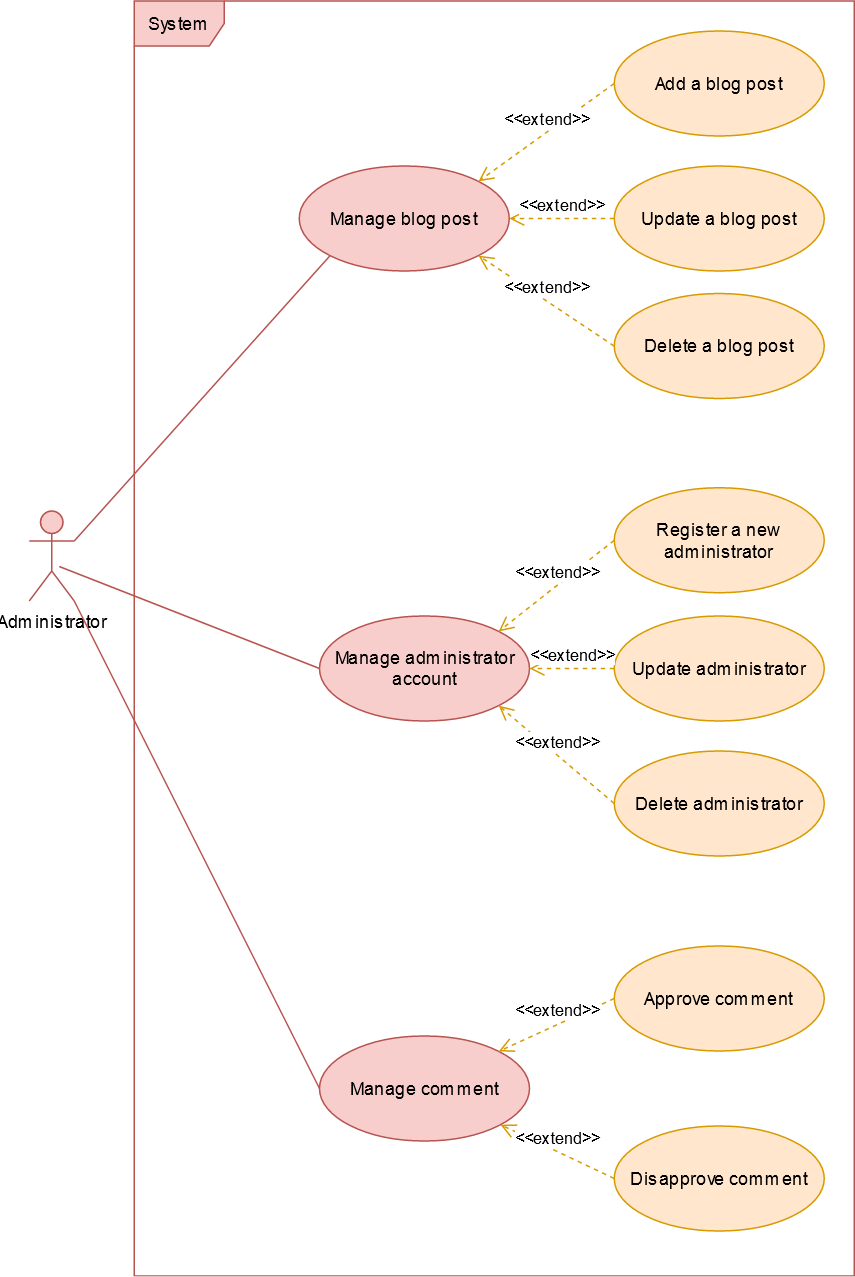 System
Add a blog post
<<extend>>
Manage blog post
<<extend>>
Update a blog post
<<extend>>
Delete a blog post
Administrator
Register a new
administrator
<<extend>>
Manage administrator
account
<<extend>>
Update administrator
<<extend>>
Delete administrator
Approve comment
<<extend>>
Manage comment
<<extend>>
Disapprove comment